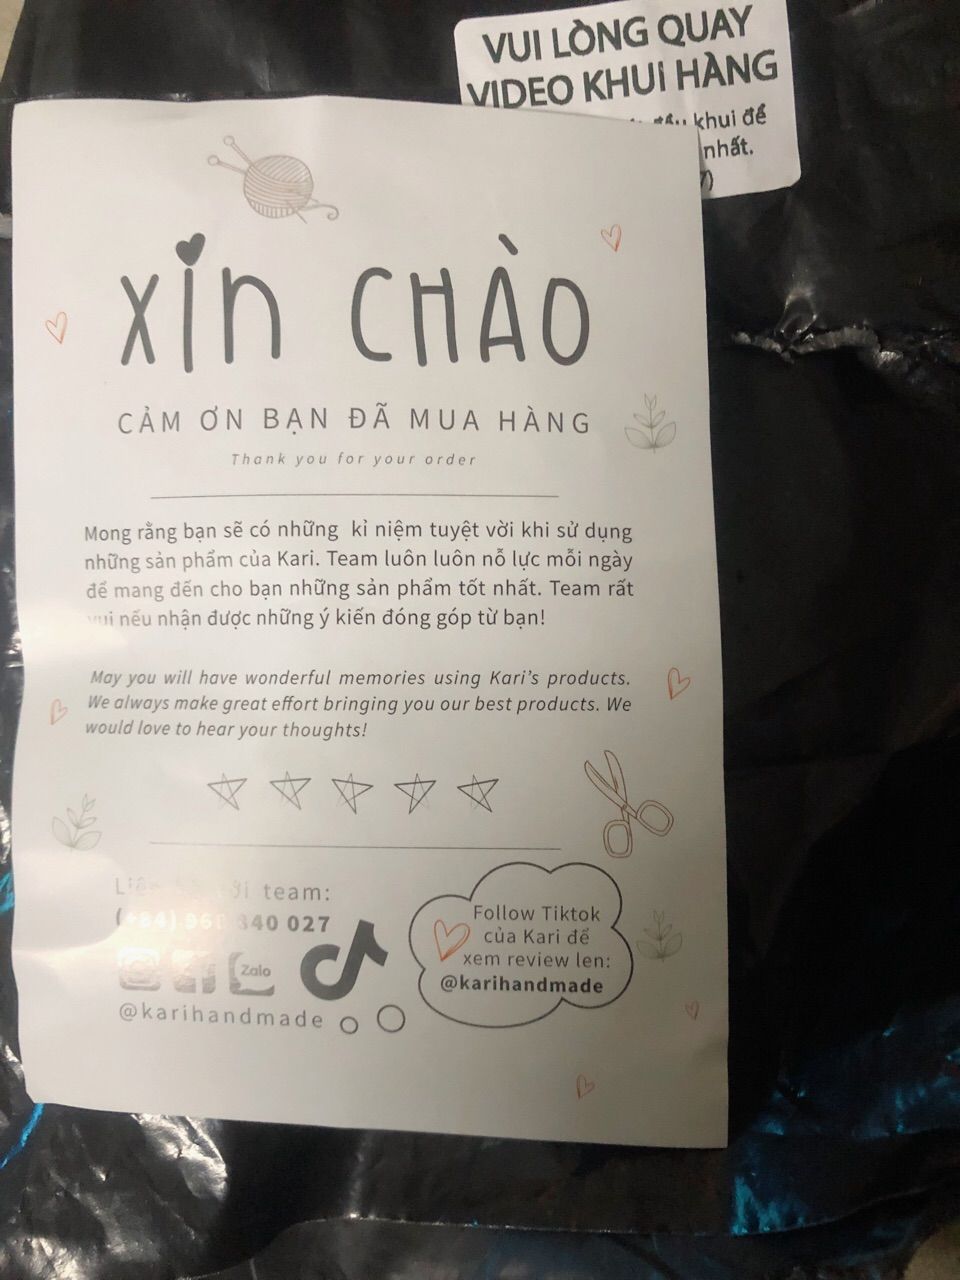 VUI LÒNG QUAY
VIDEO KHUI HÀNG
khui để
nhất.
XIN CHÀO
CẢM ƠN BẠN ĐÃ MUA HÀNG
Thank you for your order
Mong rằng bạn sẽ có những kỉ niệm tuyệt vời khi sử dụng
những sản phẩm của Kari. Team luôn luôn nỗ lực mỗi ngày
để mang đến cho bạn những sản phẩm tốt nhất. Team rất
vui nếu nhận được những ý kiến đóng góp từ bạn!
May you will have wonderful memories using Kari's products.
We always make great effort bringing you our best products. We
would love to hear your thoughts!
team:
(+84) 340 027
Zalo
@karihandmade
Follow Tiktok
của Kari để
xem review len:
@karihandmade